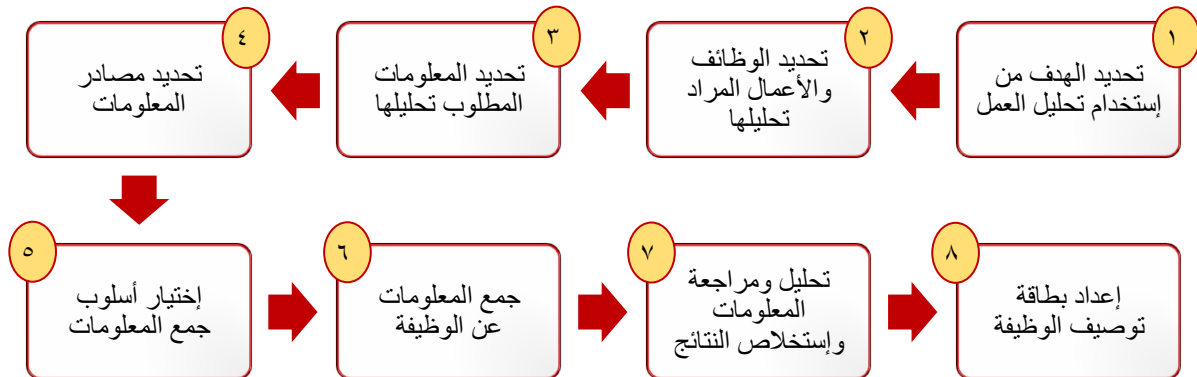 ١
تحديد الهدف من
إستخدام تحليل العمل
٢
تحديد الوظائف
والأعمال المراد
تحليلها
٣
تحديد المعلومات
المطلوب تحليلها
٤
تحديد مصادر
المعلومات
٥
إختيار أسلوب
جمع المعلومات
٦
جمع المعلومات
عن الوظيفة
٧
تحليل ومراجعة
المعلومات
وإستخلاص النتائج
٨
إعداد بطاقة
توصيف الوظيفة